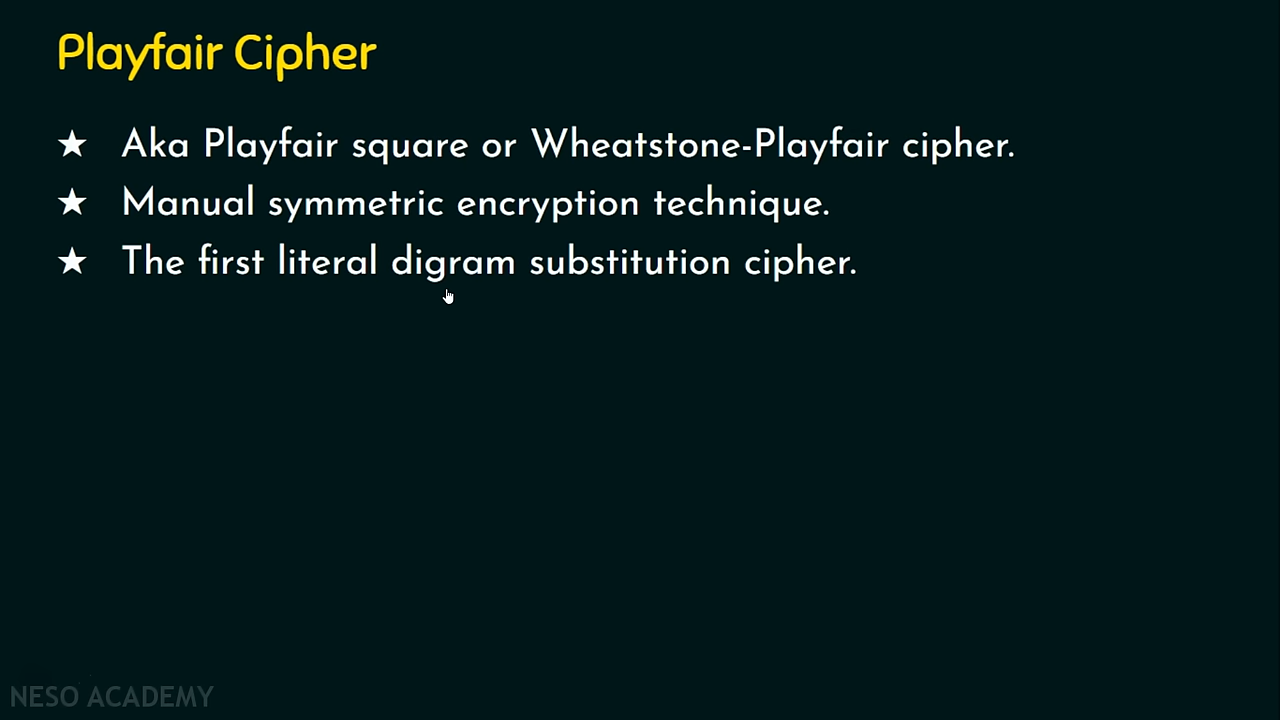 Playfair Cipher
★ Aka Playfair square or Wheatstone-Playfair cipher.
★ Manual symmetric encryption technique.
★ The first literal digram substitution cipher.
NESO ACADEMY